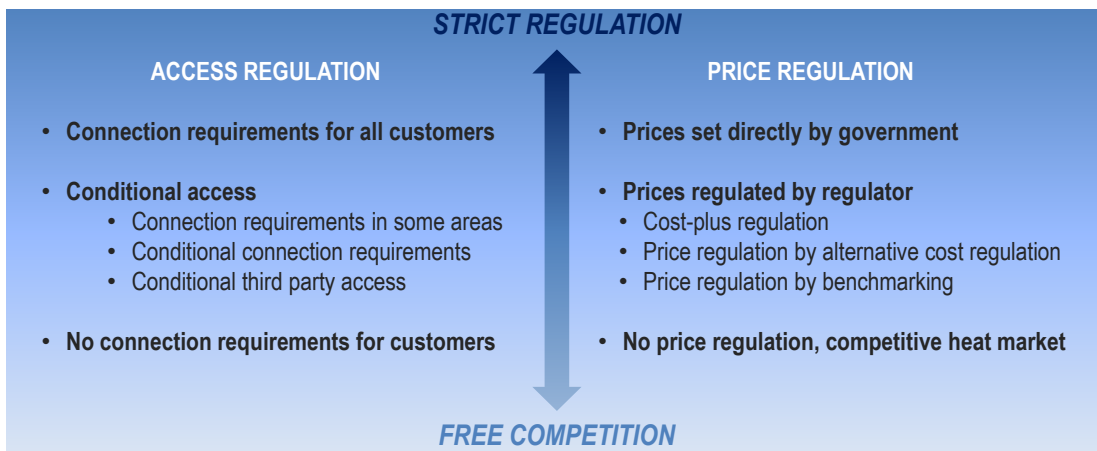 STRICT REGULATION
ACCESS REGULATION
• Connection requirements for all customers
• Conditional access
• Connection requirements in some areas
• Conditional connection requirements
• Conditional third party access
• No connection requirements for customers
PRICE REGULATION
• Prices set directly by government
• Prices regulated by regulator
• Cost-plus regulation
• Price regulation by alternative cost regulation
• Price regulation by benchmarking
• No price regulation, competitive heat market
FREE COMPETITION